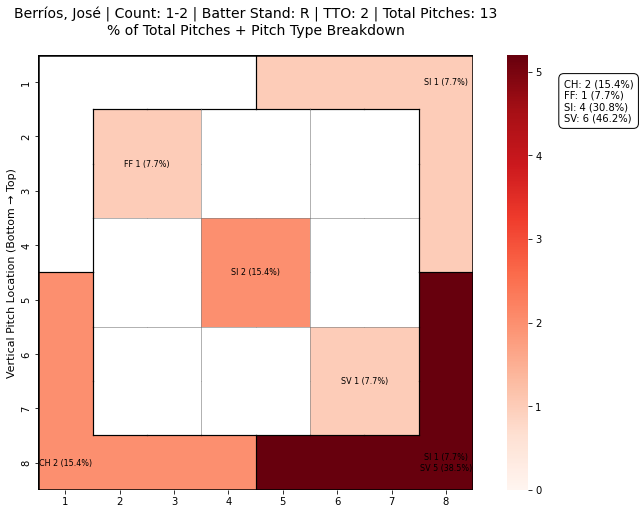 Berríos, José | Count: 1-2 | Batter Stand: R | TTO: 2 | Total Pitches: 13
% of Total Pitches + Pitch Type Breakdown
Vertical Pitch Location (Bottom → Top)
1
2
3
4
5
6
7
8
SI 1 (7.7%)
FF 1 (7.7%)
SI 2 (15.4%)
SV 1 (7.7%)
CH 2 (15.4%)
SI 1 (7.7%)
SV 5 (38.5%)
1 2 3 4 5 6 7 8
5
4
3
2
1
0
CH: 2 (15.4%)
FF: 1 (7.7%)
SI: 4 (30.8%)
SV: 6 (46.2%)